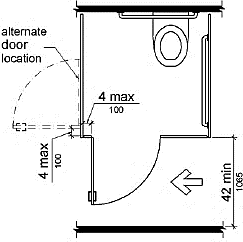 alternate
door
location
4 max
100
4 max
100
42 min
1065